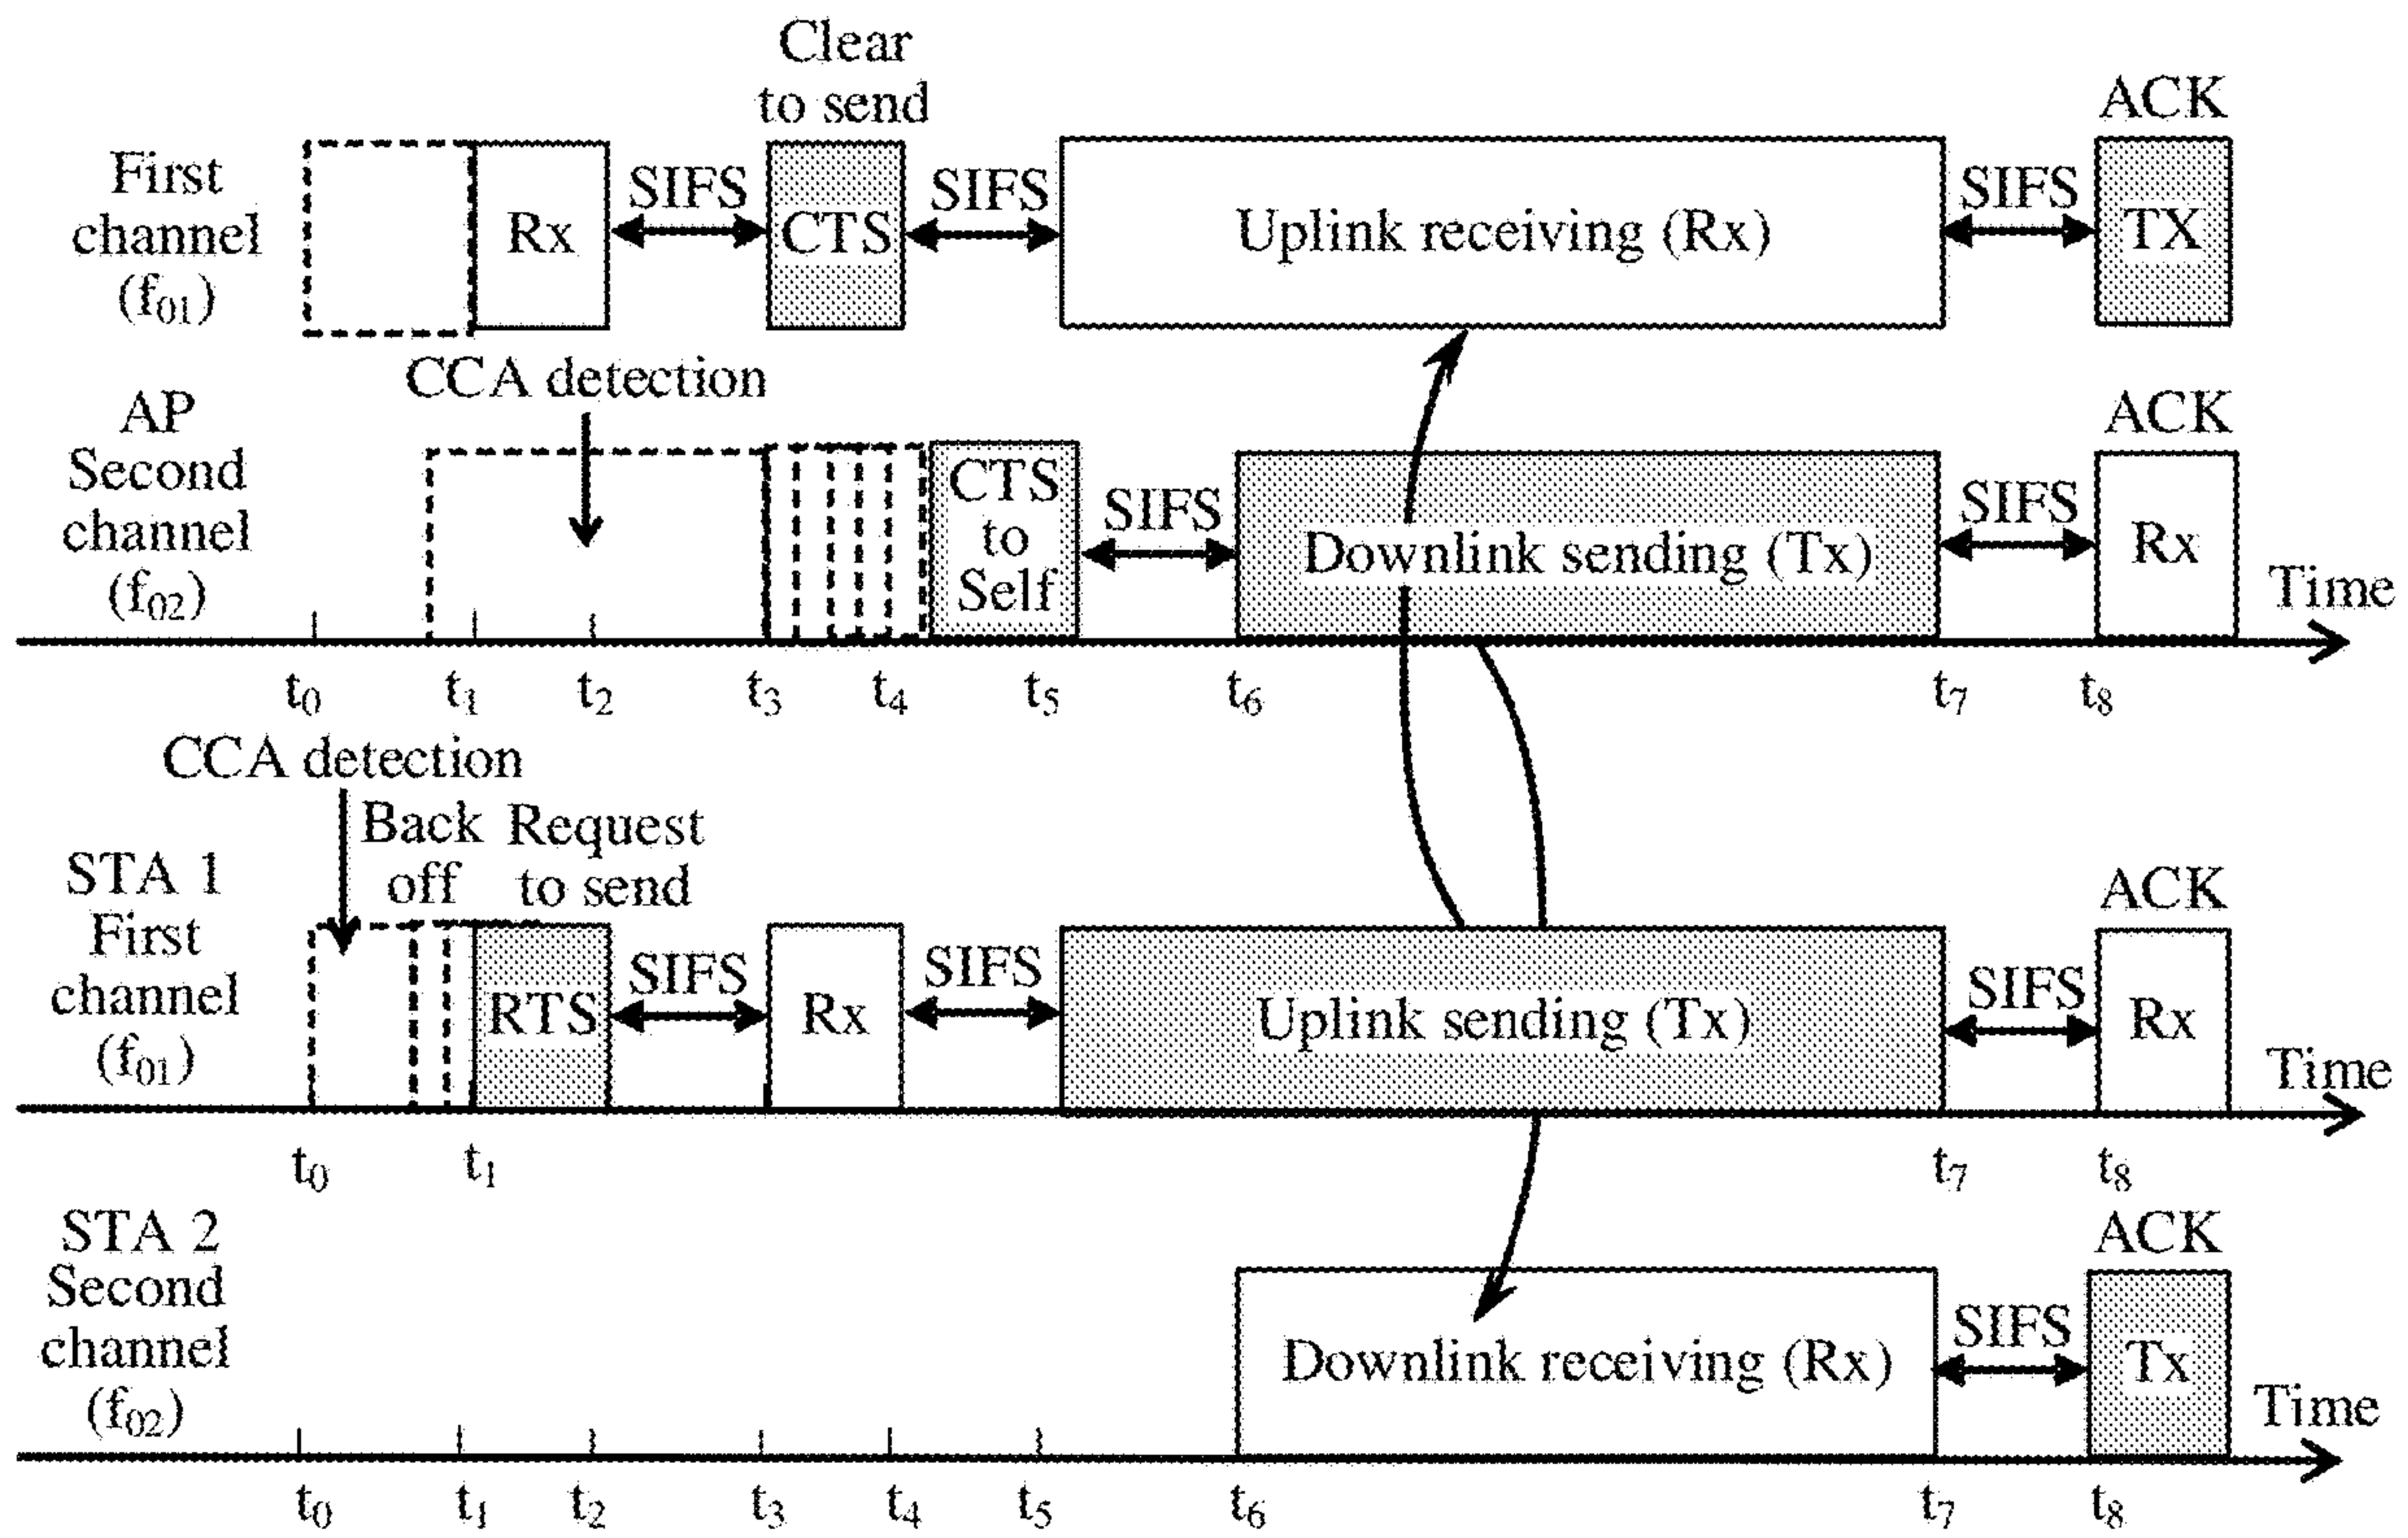 Clear
to send
ACK
First
channel
(f01)
Rx
SIFS
CTS
SIFS
Uplink receiving (Rx)
SIFS
TX
CCA detection
AP
Second
channel
(f02)
CTS
to
Self
SIFS
Downlink sending (Tx)
SIFS
ACK
Rx
Time
t0 t1 t2 t3 t4 t5 t6 t7 t8
CCA detection
Back
off
Request
to send
STA 1
First
channel
(f01)
RTS
SIFS
Rx
SIFS
Uplink sending (Tx)
SIFS
ACK
Rx
Time
t0 t1 t7 t8
STA 2
Second
channel
(f02)
Downlink receiving (Rx)
SIFS
ACK
Tx
Time
t0 t1 t2 t3 t4 t5 t6 t7 t8